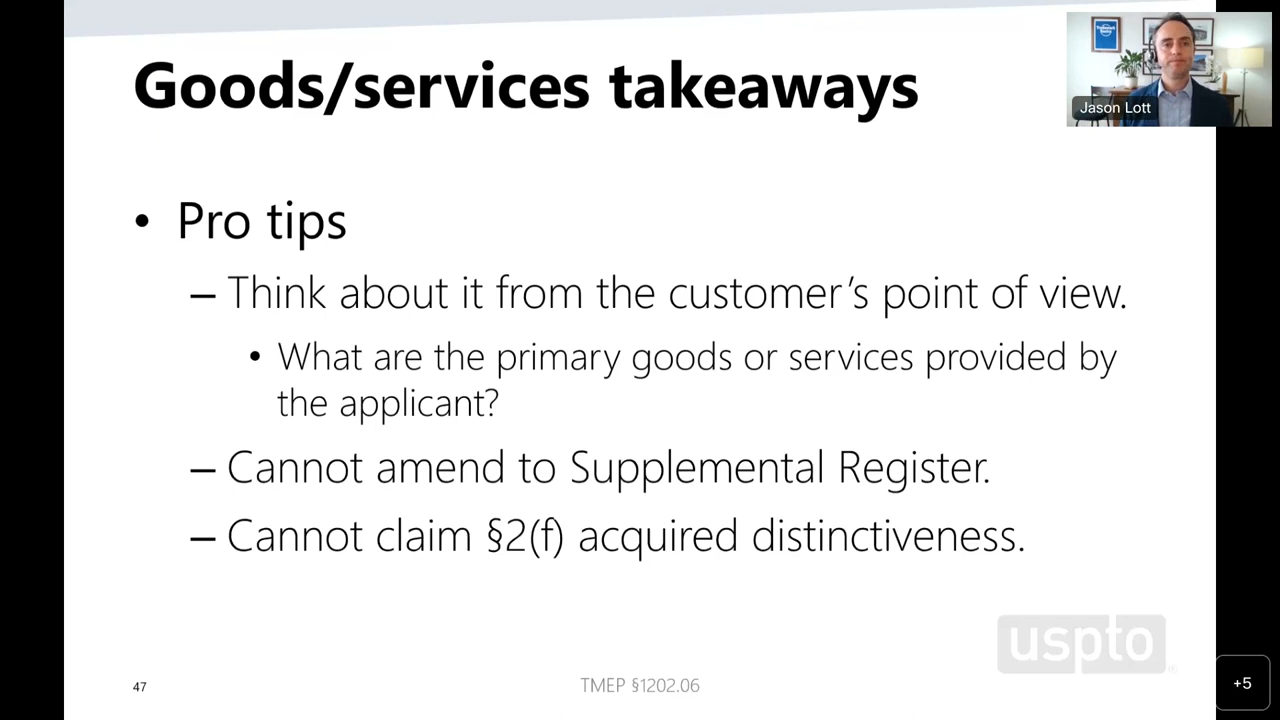 Goods/services takeaways
Jason Lott
• Pro tips
– Think about it from the customer’s point of view.
• What are the primary goods or services provided by
the applicant?
– Cannot amend to Supplemental Register.
– Cannot claim §2(f) acquired distinctiveness.
uspto
47
TMEP §1202.06
+5